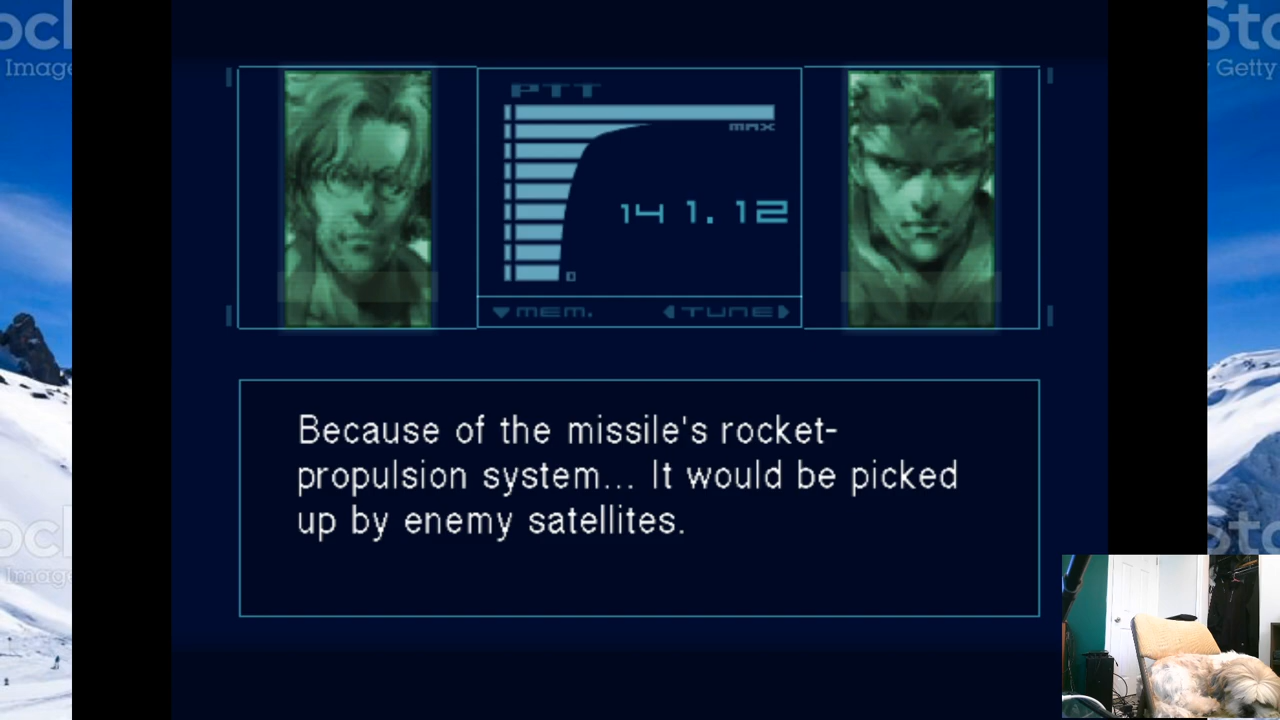 PTT
MAX
141.12
0
MEM.
TUNE
Because of the missile's rocket-
propulsion system... It would be picked
up by enemy satellites.
Getty